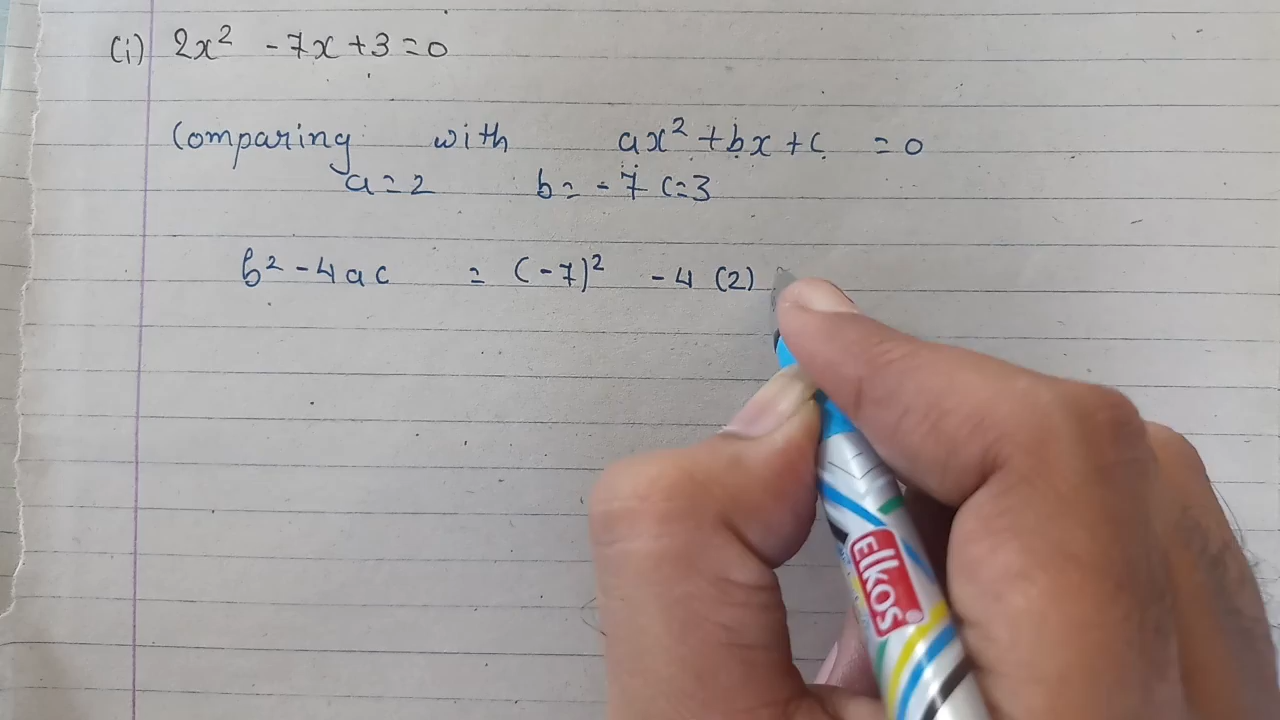 (i) 2x² -7x+3=0
Comparing with ax²+bx+c =0
a=2 b=-7 c=3
b²-4ac = (-7)² -4 (2)
elkos